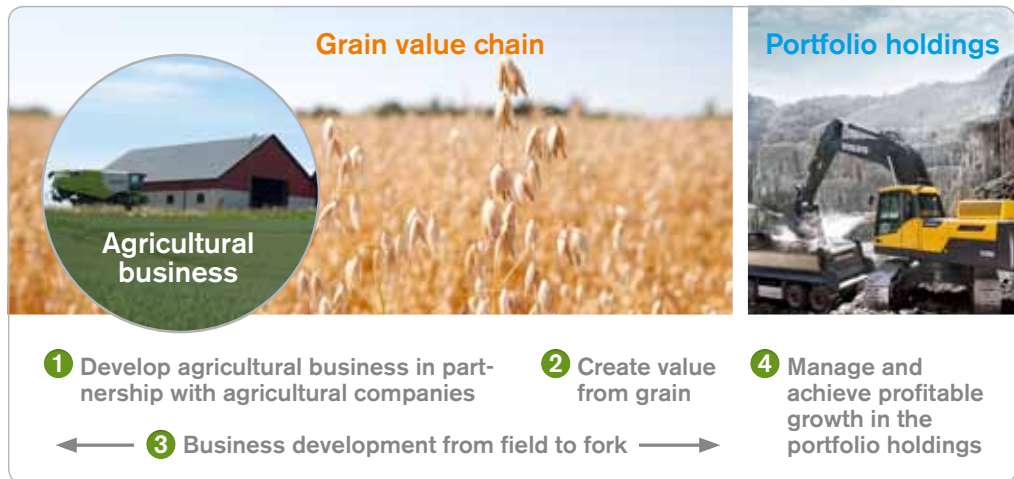 Grain value chain
Portfolio holdings
Agricultural
business
1 Develop agricultural business in part-
nership with agricultural companies
2 Create value
from grain
3 Business development from field to fork
4 Manage and
achieve profitable
growth in the
portfolio holdings
VOLVO